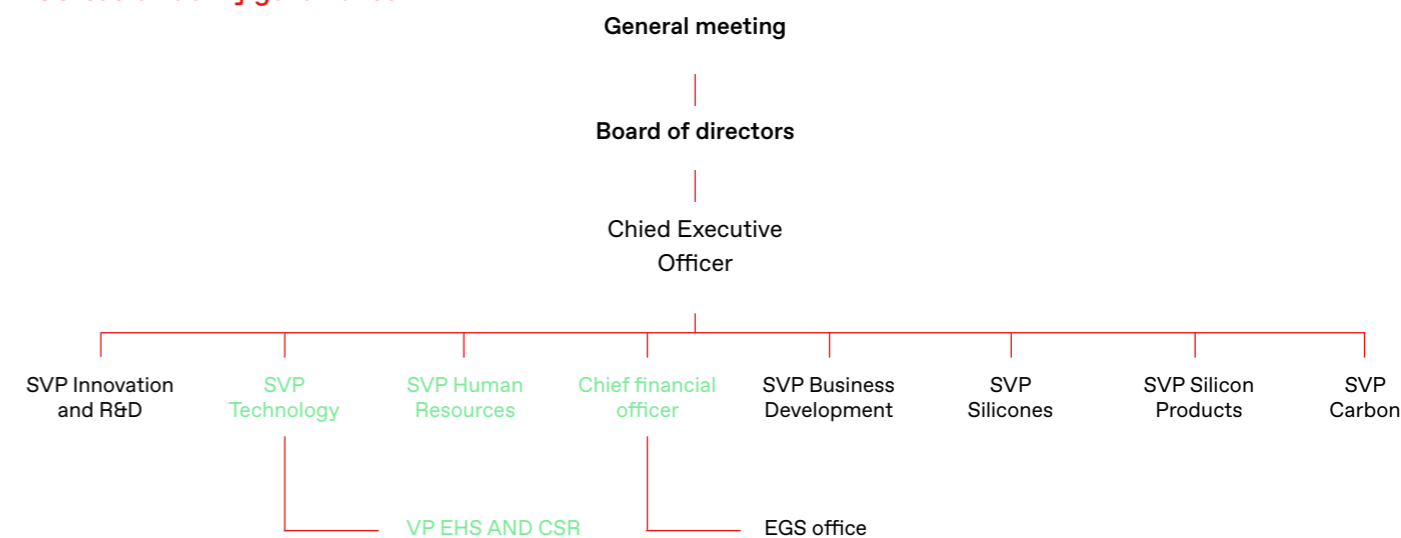 General meeting
Board of directors
Chied Executive
Officer
SVP Innovation
and R&D
SVP
Technology
SVP Human
Resources
Chief financial
officer
SVP Business
Development
SVP
Silicones
SVP Silicon
Products
SVP
Carbon
VP EHS AND CSR
EGS office